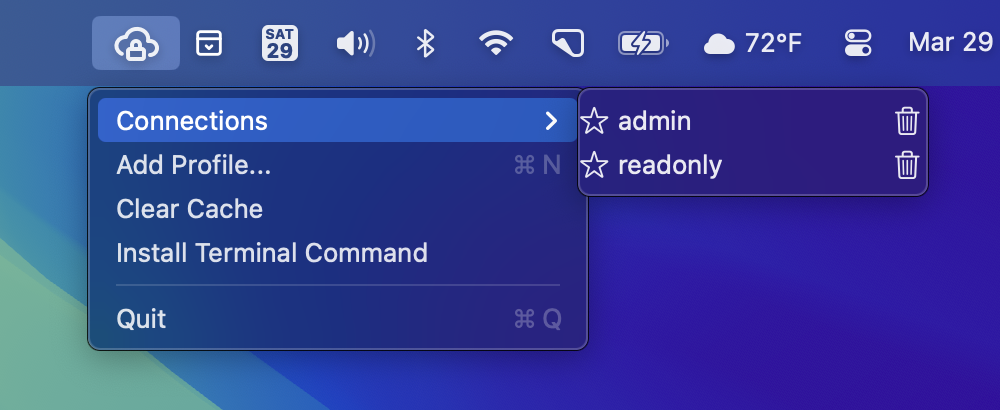 SAT
29
72°F
Mar 29
Connections
Add Profile... ⌘ N
Clear Cache
Install Terminal Command
Quit ⌘ Q
admin
readonly